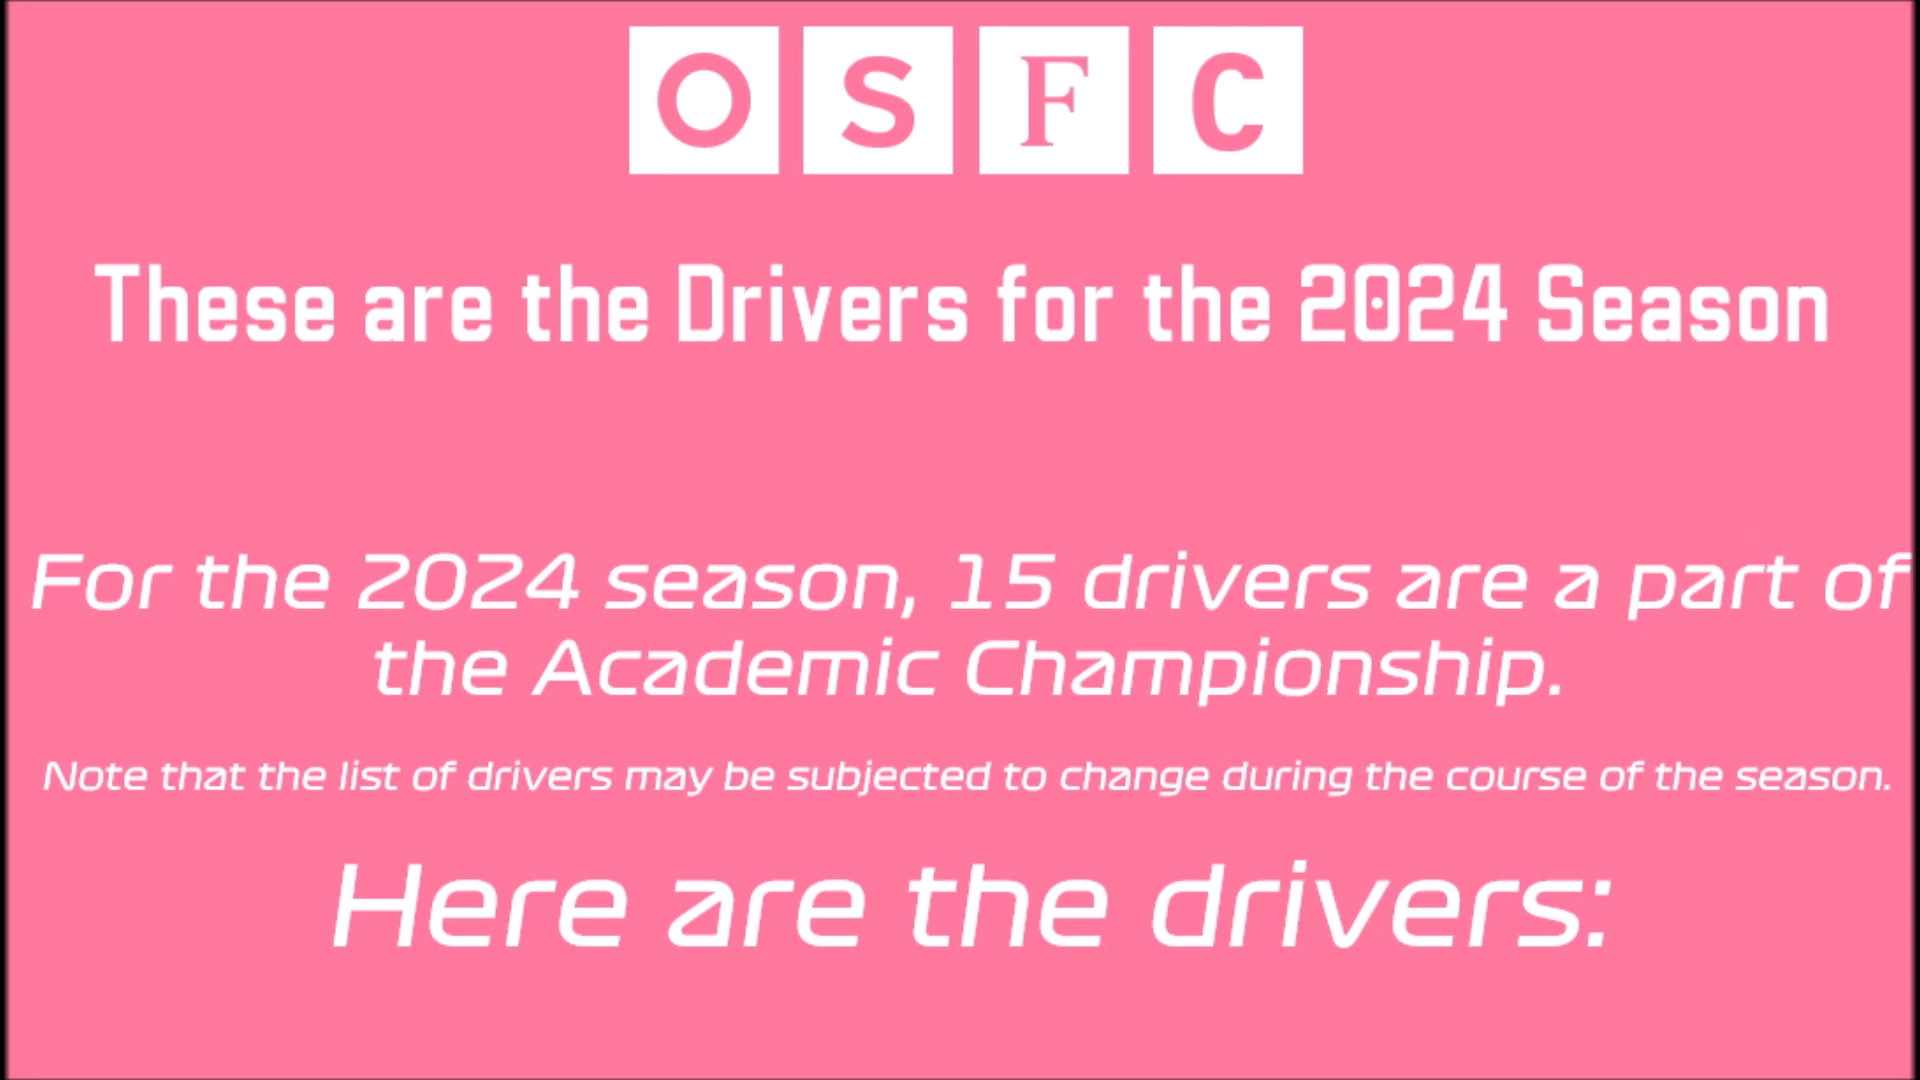 O S F C
These are the Drivers for the 2024 Season
For the 2024 season, 15 drivers are a part of
the Academic Championship.
Note that the list of drivers may be subjected to change during the course of the season.
Here are the drivers: